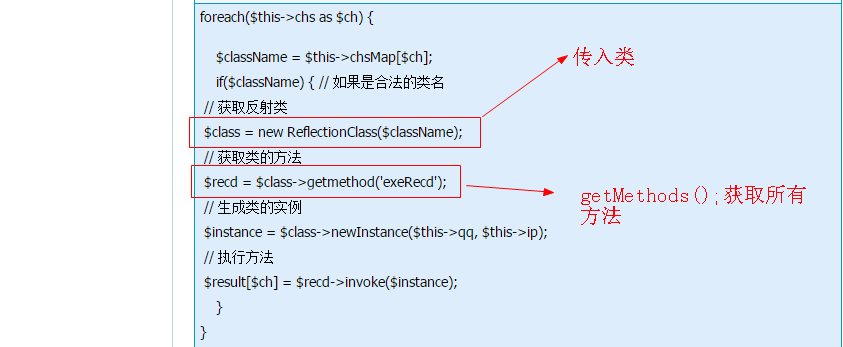 foreach($this->chs as $ch) {
$className = $this->chsMap[$ch];
传入类
if($className) { // 如果是合法的类名
// 获取反射类
$class = new ReflectionClass($className);
// 获取类的方法
$recd = $class->getmethod('exeRecd');
getMethods();获取所有
方法
// 生成类的实例
$instance = $class->newInstance($this->qq, $this->ip);
// 执行方法
$result[$ch] = $recd->invoke($instance);
}
}